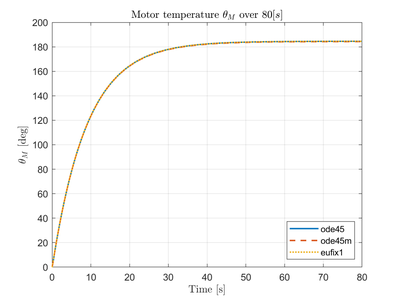 Motor temperature θ_M over 80[s]
200
180
160
140
120
100
80
60
40
20
0
θ_M [deg]
0 10 20 30 40 50 60 70 80
Time [s]
ode45
ode45m
eufix1